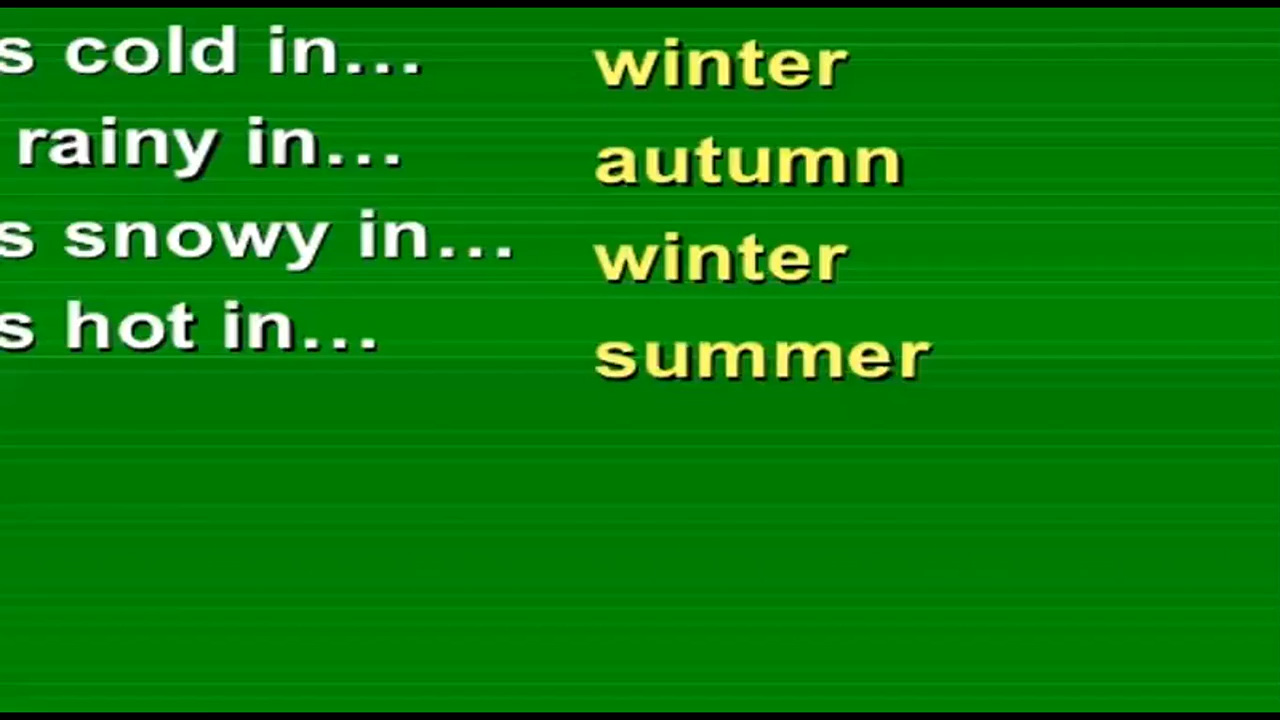 s cold in... winter
rainy in... autumn
s snowy in... winter
s hot in... summer